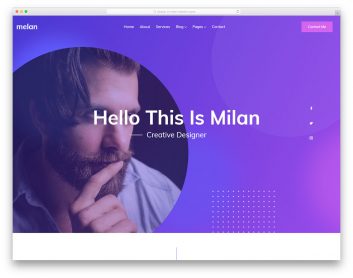 melan
Home About Services Blog Pages Contact
Contact Me
Hello This Is Milan
Creative Designer